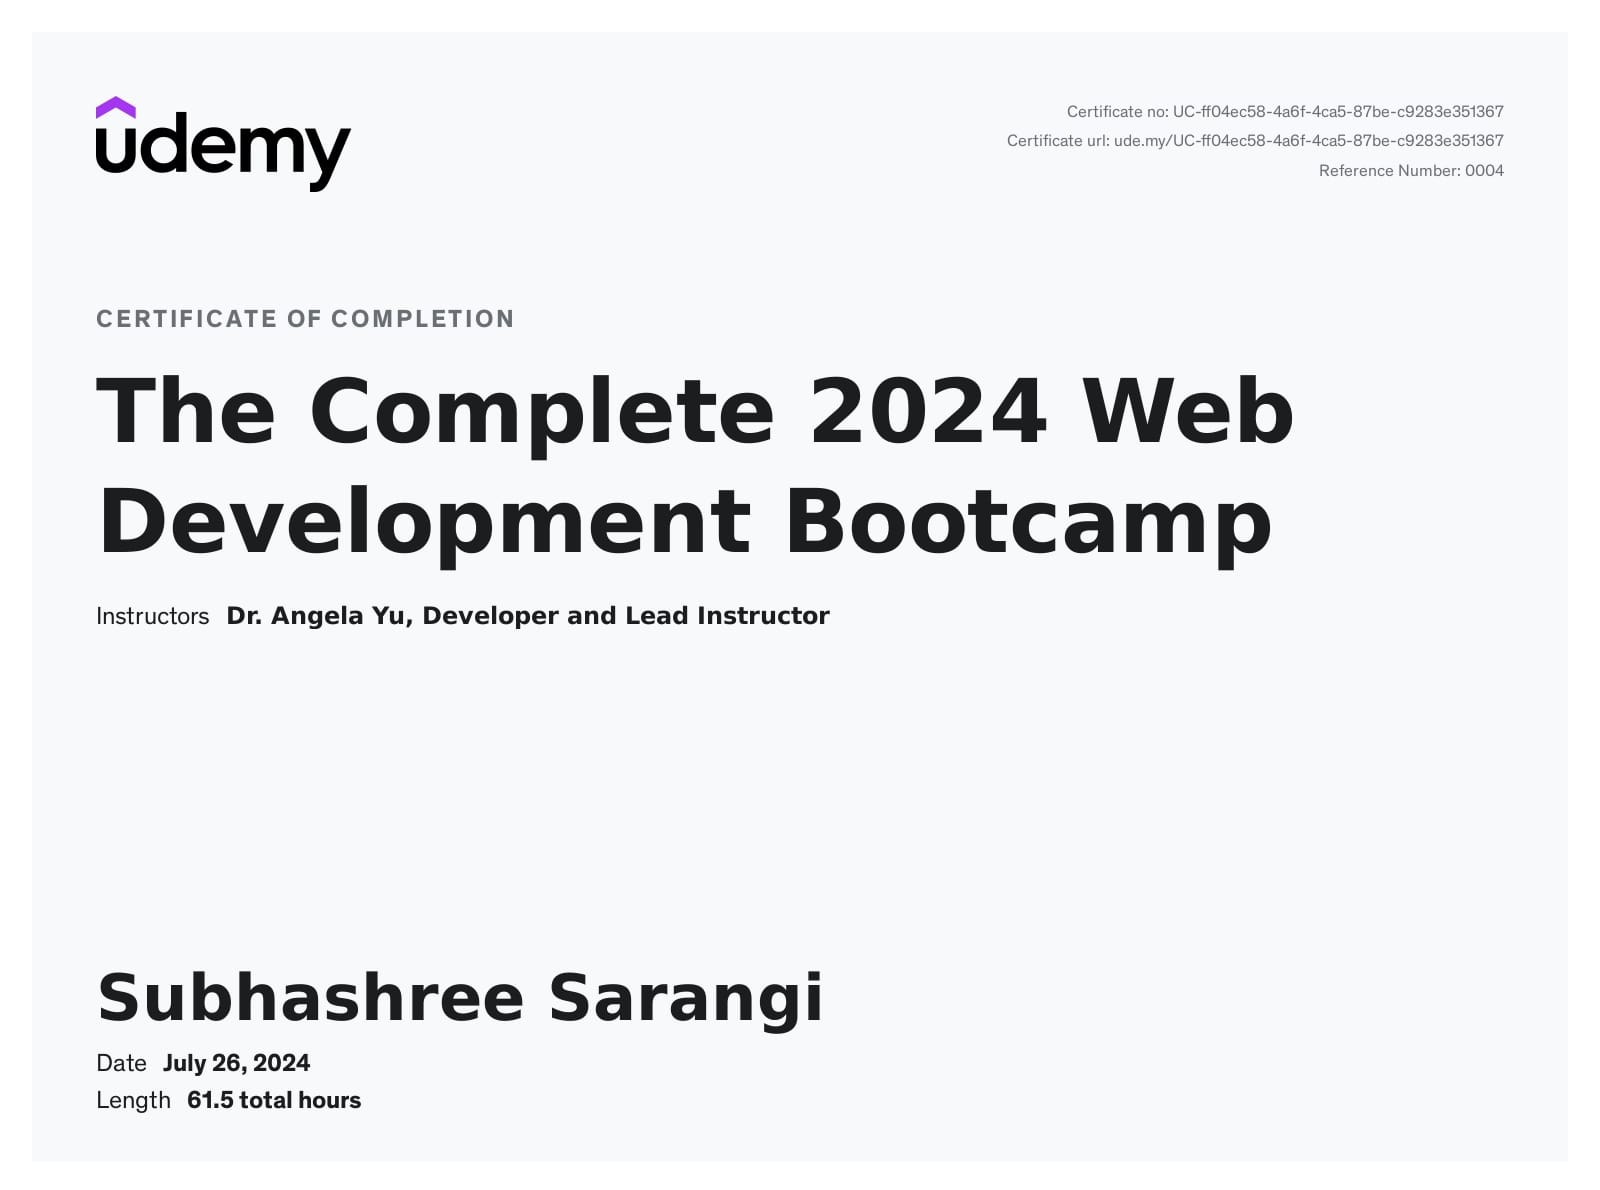 udemy
Certificate no: UC-ff04ec58-4a6f-4ca5-87be-c9283e351367
Certificate url: ude.my/UC-ff04ec58-4a6f-4ca5-87be-c9283e351367
Reference Number: 0004
CERTIFICATE OF COMPLETION
The Complete 2024 Web
Development Bootcamp
Instructors Dr. Angela Yu, Developer and Lead Instructor
Subhashree Sarangi
Date July 26, 2024
Length 61.5 total hours